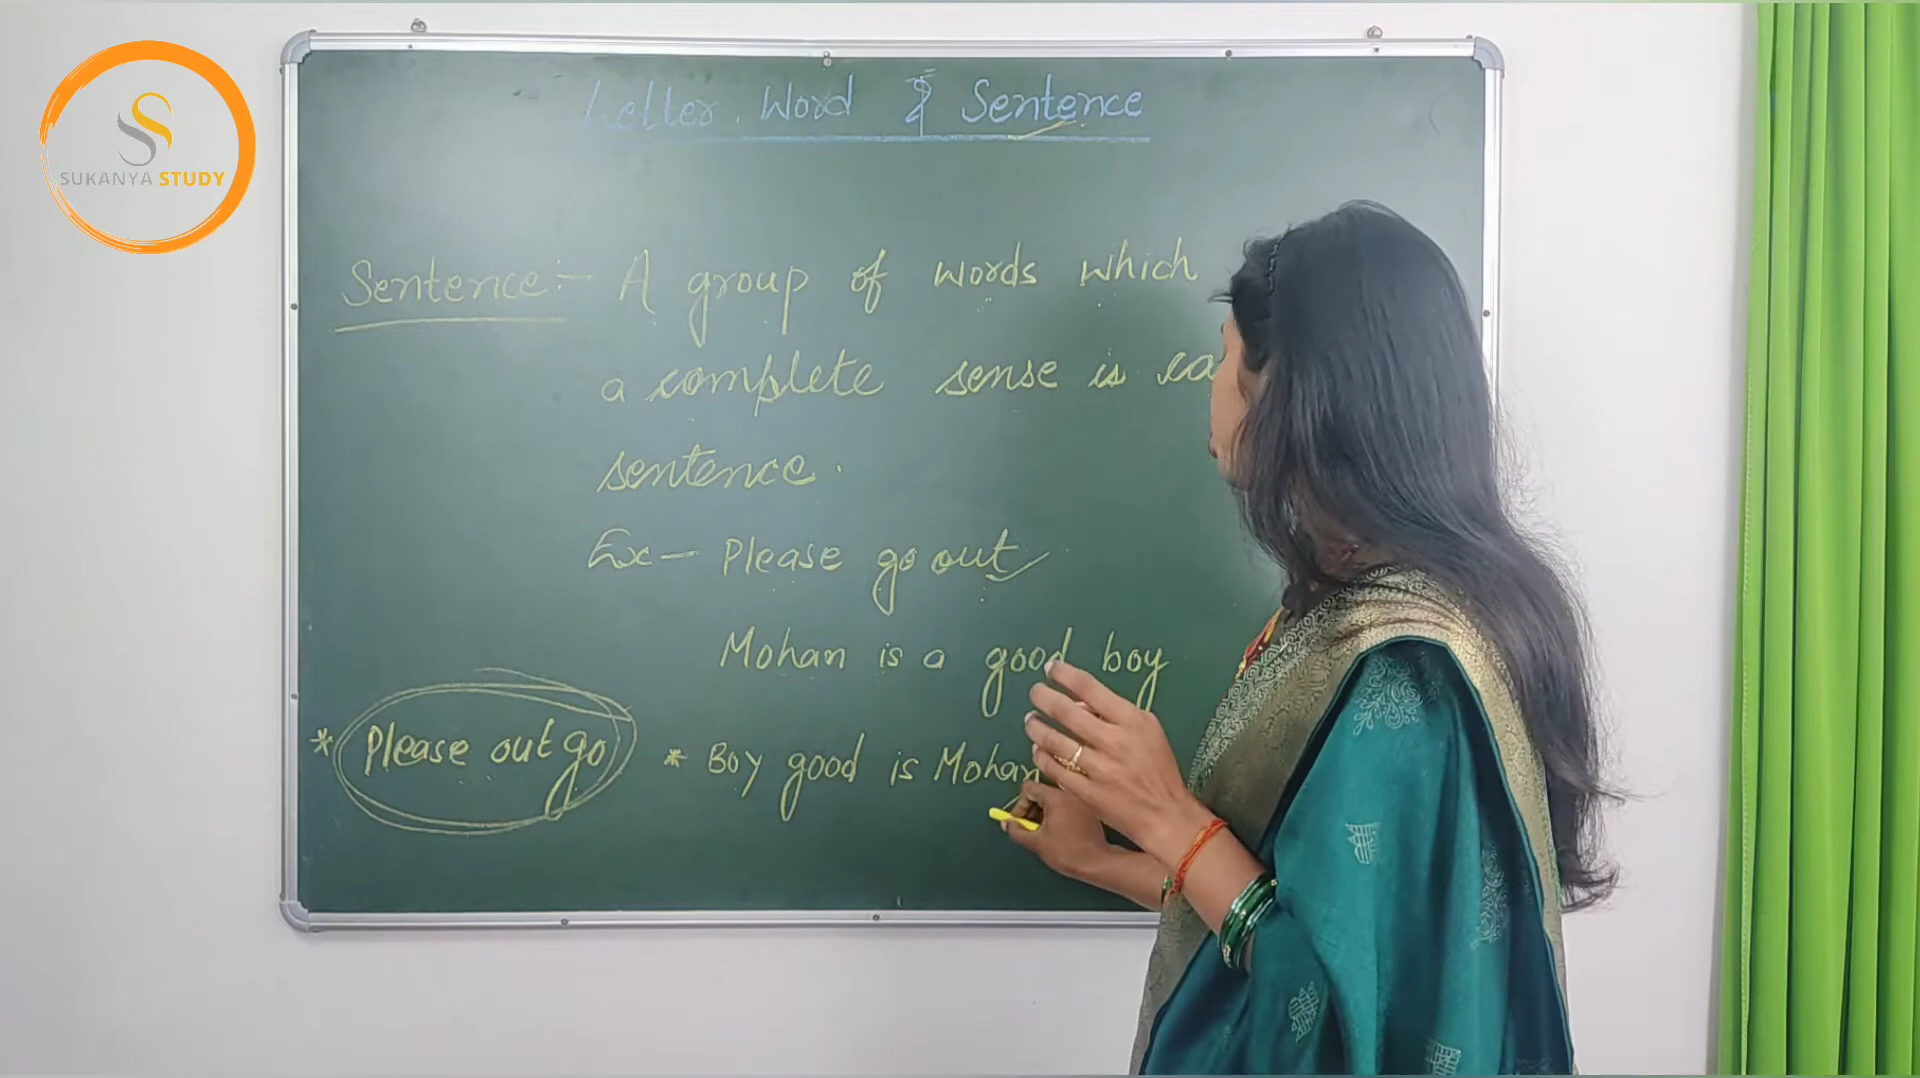 SUKANYA STUDY
Letter, Word & Sentence
Sentence :- A group of words which
a complete sense is
sentence.
Ex - Please go out
Mohan is a good boy
* Please out go * Boy good is Mohan